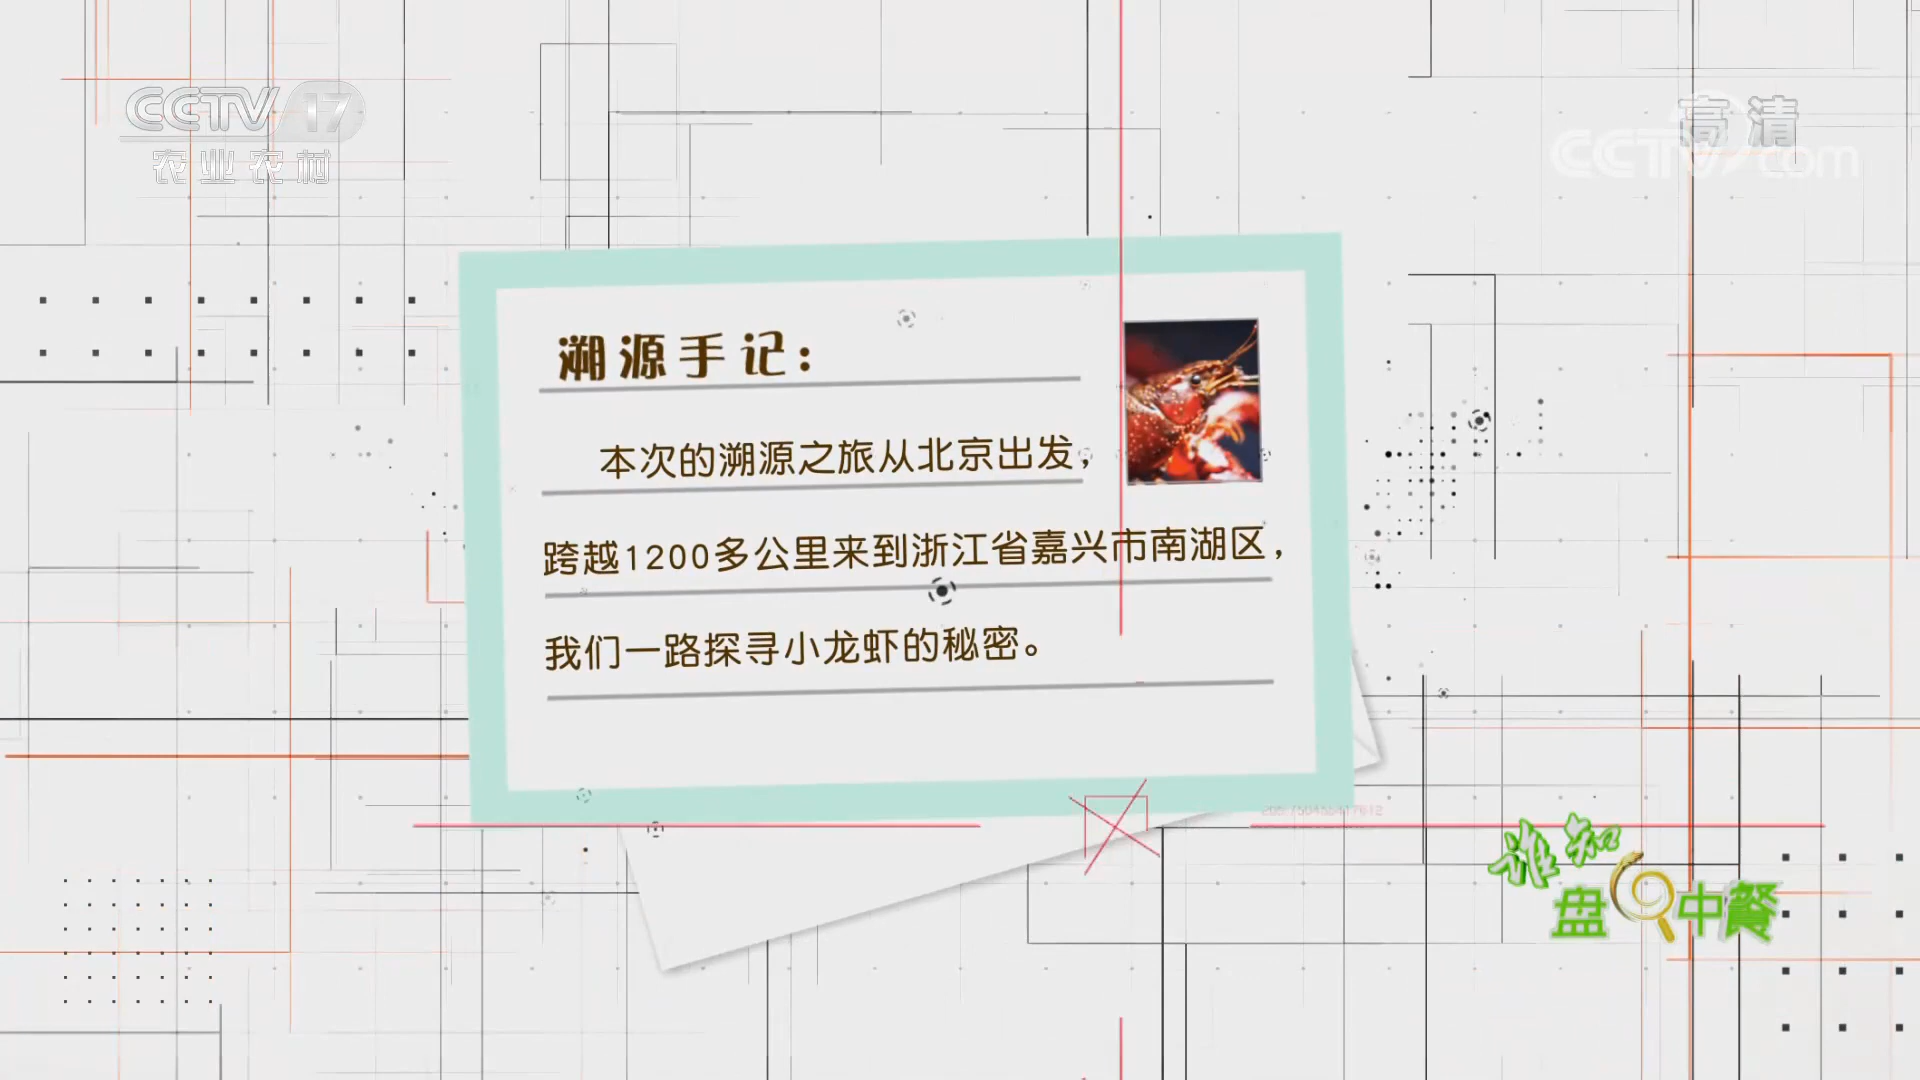 CCTV 17
农业农村
高清
CCTV.com
溯源手记：
本次的溯源之旅从北京出发，
跨越1200多公里来到浙江省嘉兴市南湖区，
我们一路探寻小龙虾的秘密。
谁知
盘中餐